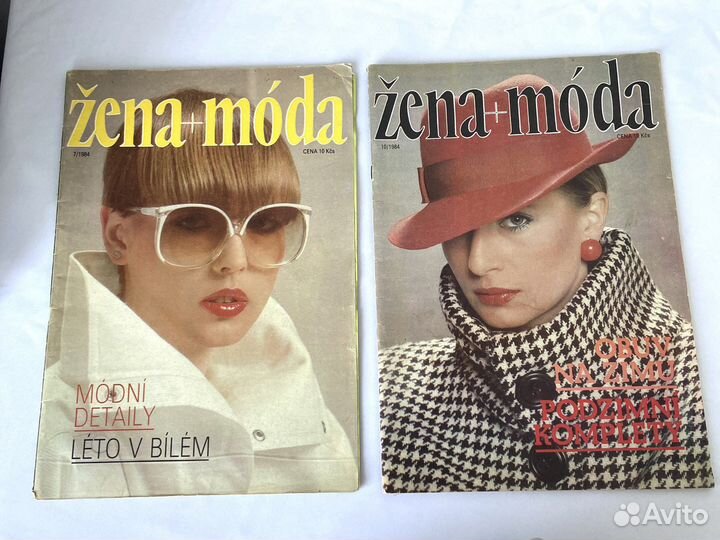 žena+móda
7/1984
CENA 10 Kčs
MÓDNÍ
DETAILY
LÉTO V BÍLÉM
žena+móda
10/1984
CENA 10 Kčs
OBUV
NA ZIMU
PODZIMNÍ
KOMPLETY
Avito